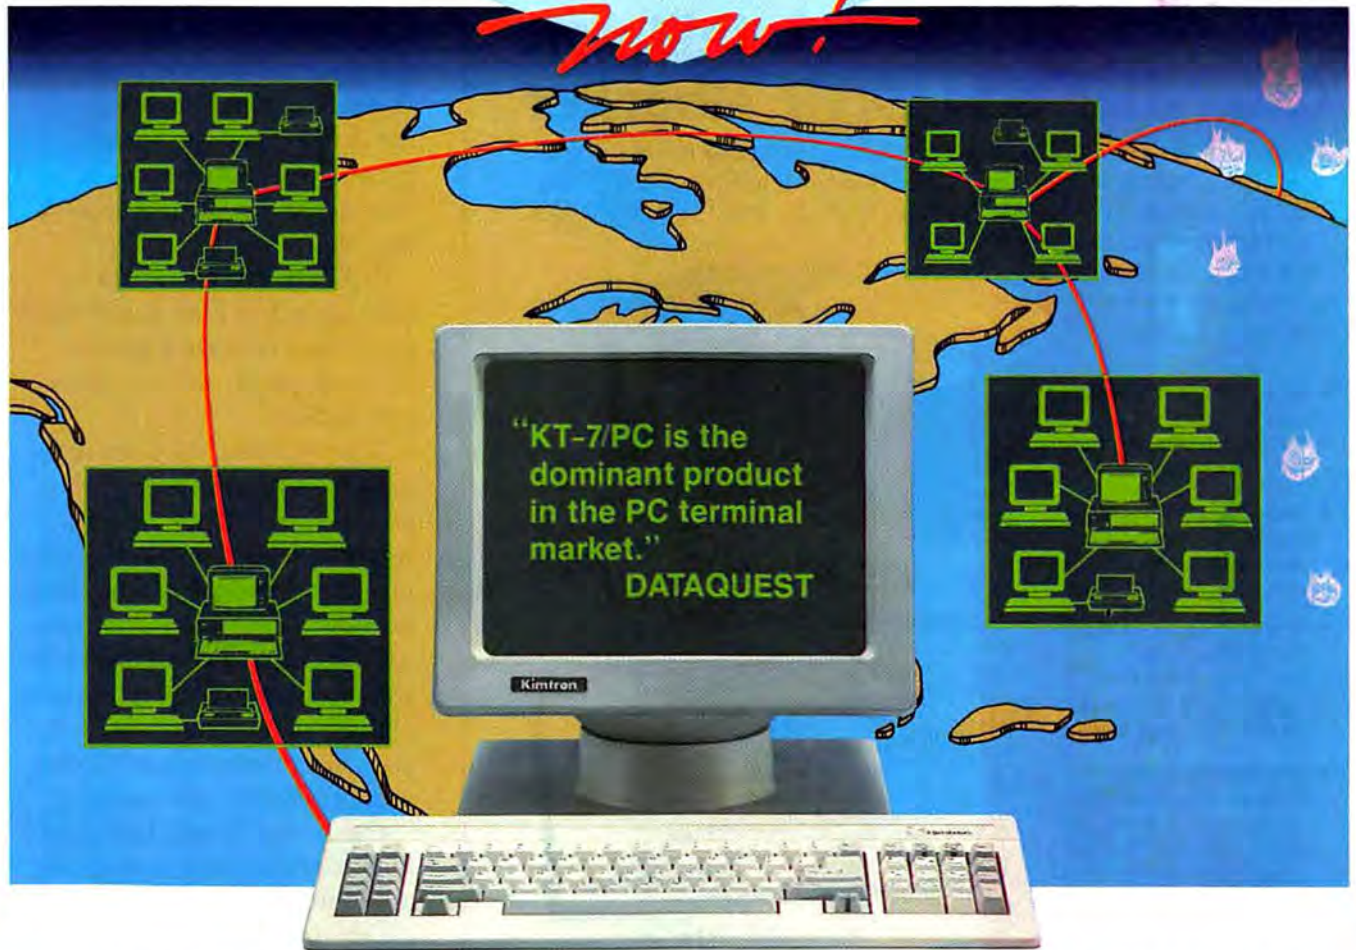 now!
“KT-7/PC is the
dominant product
in the PC terminal
market.”
DATAQUEST
Kimtron